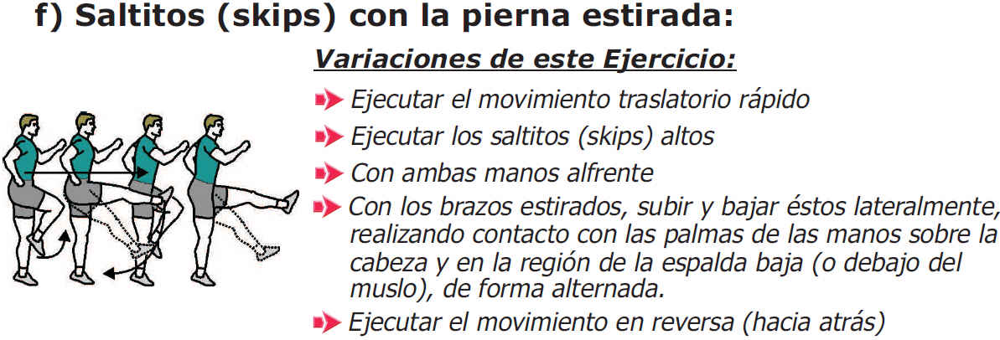 f) Saltitos (skips) con la pierna estirada:
Variaciones de este Ejercicio:
Ejecutar el movimiento traslatorio rápido
Ejecutar los saltitos (skips) altos
Con ambas manos alfrente
Con los brazos estirados, subir y bajar éstos lateralmente,
realizando contacto con las palmas de las manos sobre la
cabeza y en la región de la espalda baja (o debajo del
muslo), de forma alternada.
Ejecutar el movimiento en reversa (hacia atrás)